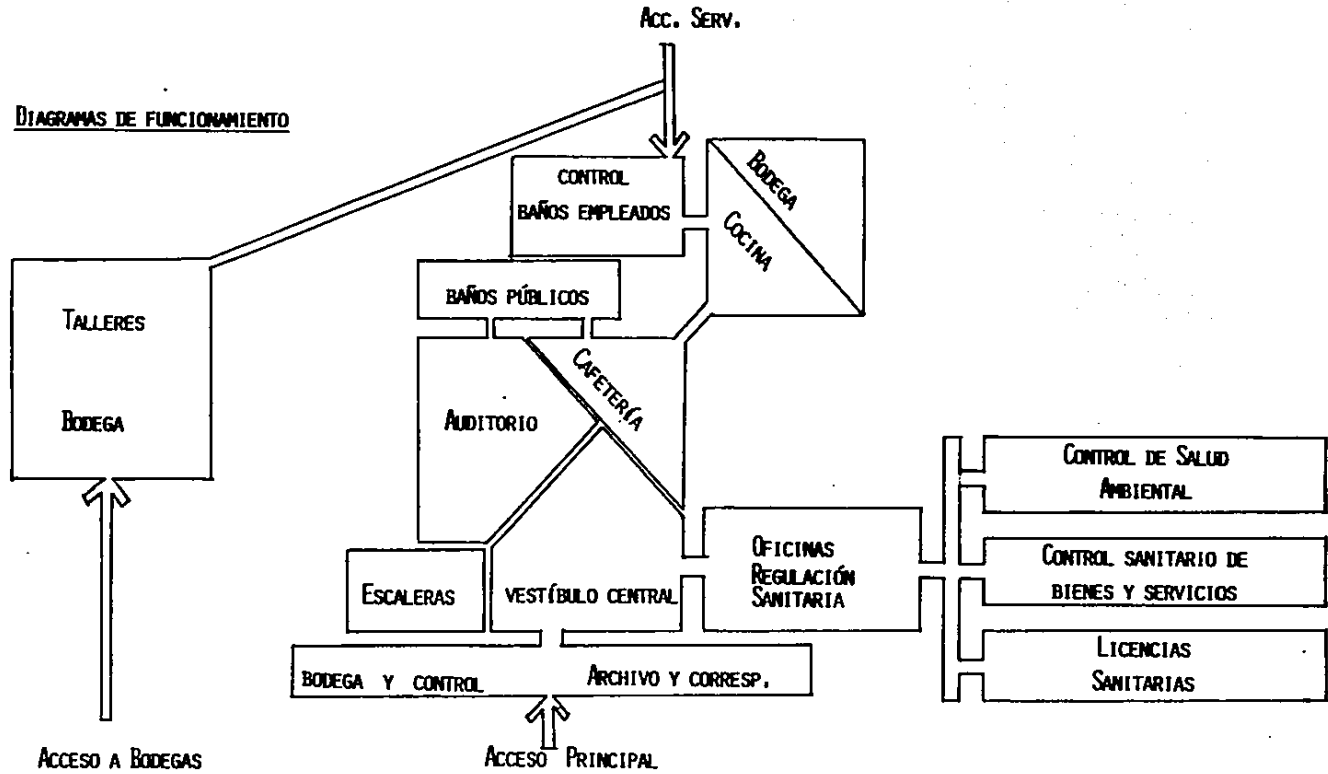 ACC. SERV.
DIAGRAMAS DE FUNCIONAMIENTO
CONTROL
BAÑOS EMPLEADOS
BODEGA
COCINA
BAÑOS PÚBLICOS
TALLERES
BODEGA
CAFETERÍA
AUDITORIO
CONTROL DE SALUD
AMBIENTAL
OFICINAS
REGULACIÓN
SANITARIA
CONTROL SANITARIO DE
BIENES Y SERVICIOS
ESCALERAS
VESTÍBULO CENTRAL
LICENCIAS
SANITARIAS
BODEGA Y CONTROL
ARCHIVO Y CORRESP.
ACCESO A BODEGAS
ACCESO PRINCIPAL